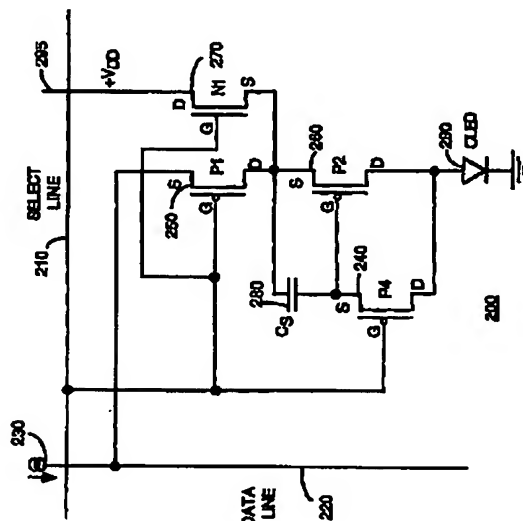 230
SELECT
LINE
210
295
+VDD
270
D
N1
G
S
250
S
P1
G
D
260
S
P2
G
D
280
CS
240
S
P4
G
D
OLED
290
200
DATA
LINE
220